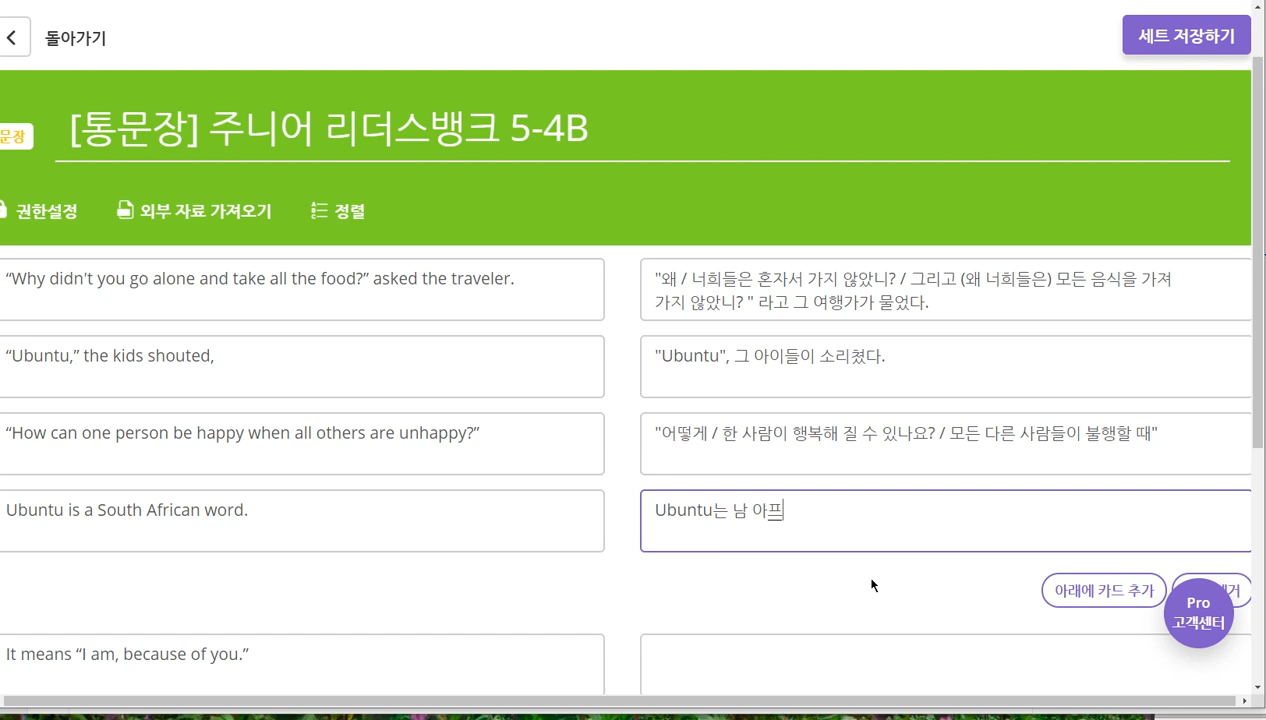 돌아가기
세트 저장하기
문장
[통문장] 주니어 리더스뱅크 5-4B
권한설정
외부 자료 가져오기
정렬
“Why didn't you go alone and take all the food?” asked the traveler.
"왜 / 너희들은 혼자서 가지 않았니? / 그리고 (왜 너희들은) 모든 음식을 가져
가지 않았니? " 라고 그 여행가가 물었다.
“Ubuntu,” the kids shouted,
"Ubuntu", 그 아이들이 소리쳤다.
“How can one person be happy when all others are unhappy?”
"어떻게 / 한 사람이 행복해 질 수 있나요? / 모든 다른 사람들이 불행할 때"
Ubuntu is a South African word.
Ubuntu는 남 아프
아래에 카드 추가
Pro
고객센터
It means “I am, because of you.”